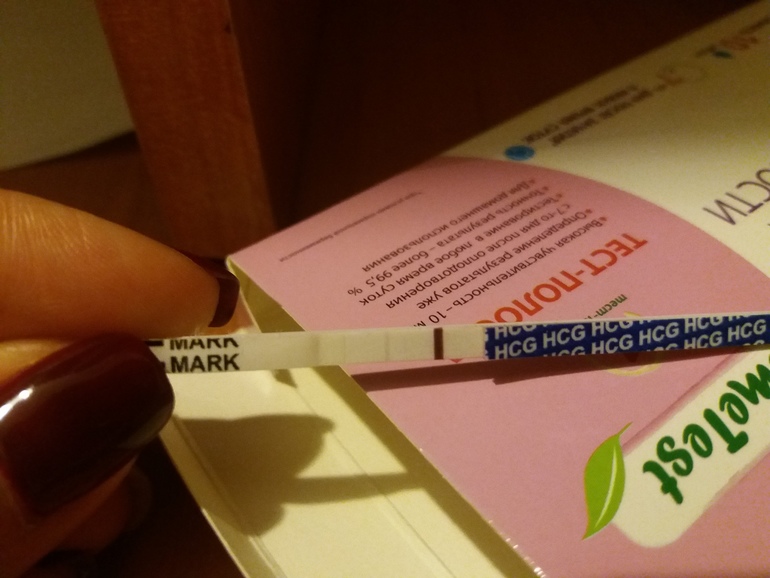 MARK
MARK
HCG HCG HCG HCG HCG HCG
HCG HCG HCG HCG HCG HCG
ТЕСТ-ПОЛОС
• Высокая чувствительность – 10 м
• Определение результатов уже
с 7-го дня после оплодотворения
• Тестирование в любое время суток
• Точность результата - более 99,5 %
• Для домашнего использования
ОСТИ
meTest